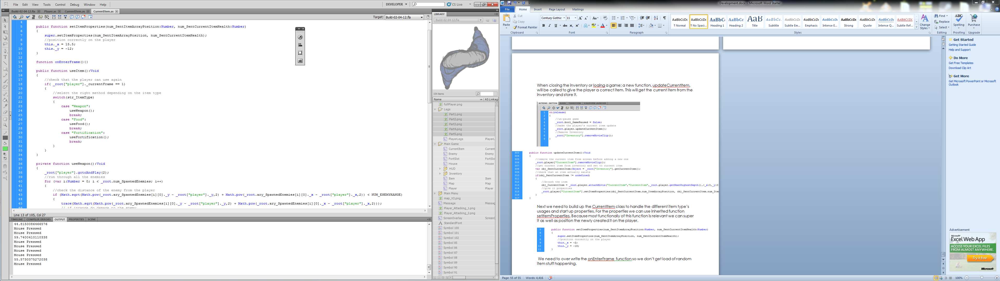 File Edit View Tools Control Debug Window Help
DEVELOPER
CS Live
Build-02-04-12.fla Player.as CurrentItem.as CurrentItem.as
Target: Build-02-04-12.fla
4
5 public function setItemProperties(num_SentItemArrayPosition:Number, num_SentCurrentItemHealth:Number)
6 {
7 super.setItemProperties(num_SentItemArrayPosition, num_SentCurrentItemHealth);
8 //position correctly on the player
9 this._x = 15.5;
10 this._y = -12;
11 }
12
13 function onEnterFrame(){}
14
15 public function useItem():Void
16 {
17 //check that the player can use again
18 if( _root["player"]._currentFrame == 1)
19 {
20 //select the right method depending on the item type
21 switch(str_ItemType)
22 {
23 case "Weapon":
24 useWeapon();
25 break;
26 case "Food":
27 useFood();
28 break;
29 case "Fortification":
30 useFortification();
31 break;
32 }
33 }
34 }
35
36 private function useWeapon():Void
37 {
38 _root["player"].gotoAndPlay(2);
39 //run through all the enemies
40 for (var i:Number = 0; i < _root.num_SpawnedEnemies; i++)
41 {
42 //check the distance of the enemy from the player
43 if (Math.sqrt(Math.pow(_root.ary_SpawnedEnemies[i][0]._y - _root["player"]._y,2) + Math.pow(_root.ary_SpawnedEnemies[i][0]._x - _root["player"]._x,2)) < NUM_ENEMYRANGE)
44 {
45 trace(Math.sqrt(Math.pow(_root.ary_SpawnedEnemies[i][0]._y - _root["player"]._y,2) + Math.pow(_root.ary_SpawnedEnemies[i][0]._x - _root["player"]._x,2)));
46 // if inrange do damage to the enemy
Line 13 of 105, Col 27
TIMELINE COMPILER ERRORS OUTPUT PROPERTIES SCENE
44.8150086466576
Mouse Pressed
Mouse Pressed
59.7400410110338
Mouse Pressed
Mouse Pressed
Mouse Pressed
Mouse Pressed
55.5730375272038
Mouse Pressed
LIBRARY
Build-02-04-12.fla
154 items
Name AS Linkag
fullPlayer.png
Legs
Part1.png
Part2.png
Part3.png
Part4.png
Part5.png
PlayerLegs PlayerL
Main Game
CurrentItem Current
Enemy Enemy
FortSlot FortSlo
House House
HUD
Inventory
Item Item
Map Map
Player Player
Main Menu
map_V2.png
Message Messag
Player_Attacking_1.png
Player_Attacking_2.png
ScreenOverlay ScreenO
StandardFont
Symbol 100
Symbol 101
Symbol 102
Symbol 85
Symbol 86
Symbol 87
Symbol 88
Symbol 89
Symbol 90
Symbol 91
Development.docx - Microsoft Word Starter
File Home Insert Page Layout Mailings
Paste
Cut
Copy
Format Painter
Clipboard
Century Gothic 11
Font
Paragraph
AaBbCcDc AaBbCcDc AaBbC AaBbCc AaB AaBbCc AaBbCcDc AaBbCcDc AaBbCcDc AaBbCcDc AaBbCcDc AaBbCcDc AABBCCDC
¶ Normal ¶ No Spaci... Heading 1 Heading 2 Title Subtitle Subtle Em... Emphasis Intense E... Strong Quote Intense Q... Subtle Ref...
Styles
Change Styles
Find
Replace
Select
Editing
Spelling
Proofing
Purchase
Upgrade
When closing the inventory or loaing a game; a new function, updateCurrentItem,
will be called to give the player a correct item. This will get the current item from the
inventory and store it.
ACTIONS - BUTTON ALIGN TRANSFORM SCALEFORM LAUNCHER
1 on(release)
2 {
3 //un-pause game
4 _root.bool_GamePaused = false;
5 //make the player's current item update
6 _root.player.updateCurrentItem();
7 //Remove Inventory
8 _root["Inventory"].removeMovieClip();
9 }
303 public function updateCurrentItem():Void
304 {
305 //remove the current item from screen before adding a new one
306 _root.player["CurrentItem"].removeMovieClip();
307 //get current item from inventory and set to current item
308 var obj_SentCurrentItem:Object = _root["Inventory"].getCurrentItem();
309 //check that an item actually exists
310 if(obj_SentCurrentItem != undefined)
311 {
312 //Attach the item
313 obj_CurrentItem = _root.player.attachMovie("CurrentItem","CurrentItem",_root.player.getNextHighestDepth(),{_x:0,_y:0
314 //give it properties
315 _root.player["CurrentItem"].setItemProperties(obj_SentCurrentItem.num_ItemArrayPosition, obj_SentCurrentItem.num_Ite
316 }
317 }
Next we need to build up the CurrentItem class to handle the different item type's
usages and start up properties. For the properties we can use inherited function
setItemProperties. Because most functionally of this function is relevant we can super
it as well as position the newly created it on the player.
5 public function setItemProperties(num_SentItemArrayPosition:Number, num_SentCurrentItemHealth:Number)
6 {
7 super.setItemProperties(num_SentItemArrayPosition, num_SentCurrentItemHealth);
8 //position correctly on the player
9 this._x = -2;
10 this._y = -18;
11 }
We need to over write the onEnterFrame function so we don't get load of random
item stuff happening.
Page: 55 of 55 Words: 4,416
100%
Get Started
Getting Started Guide
Help and Support
Do More
Get Free Templates
Download Clip Art
Get More
Get Microsoft PowerPoint or Microsoft
Outlook
Advertisement
Microsoft
Excel Web App
ACCESS YOUR EXCEL FILES
FROM ALMOST ANYWHERE.
Try it free
Microsoft